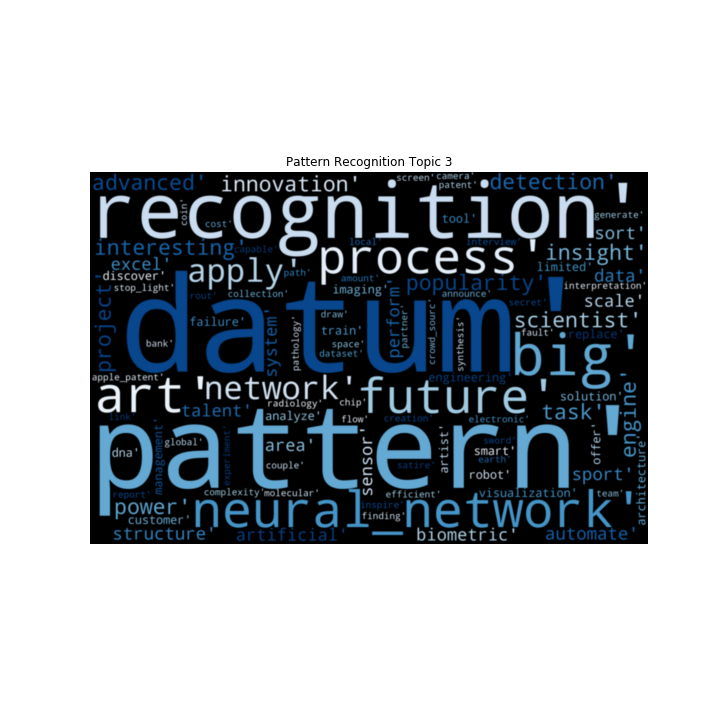 Pattern Recognition Topic 3
advanced' innovation' screen' camera' patent' detection'
recognition' coin' cost' tool' generate'
interesting' capable' local' interview' sort'
process' insight'
excel' discover' apply' path' amount' limited' data'
stop_light' rout' collection' imaging' popularity' announce' secret' interpretation' scale'
project' datum' perform' scientist'
failure' system' pathology draw' train' partner' crowd_sourc' synthesis' fault' replace'
bank' space' dataset' big'
apple_patent' art' network' future' engineering' solution'
link' talent' radiology' chip' analyze' flow' creation' electronic' task' engine'
pattern' global' area' sensor' artist' sword' smart' offer'
dna' management' experiment' couple' satire' earth' robot' sport' architecture'
report' complexity' molecular' efficient' visualization' team'
power' neural_network' inspire' finding'
customer' structure' artificial' biometric' automate'